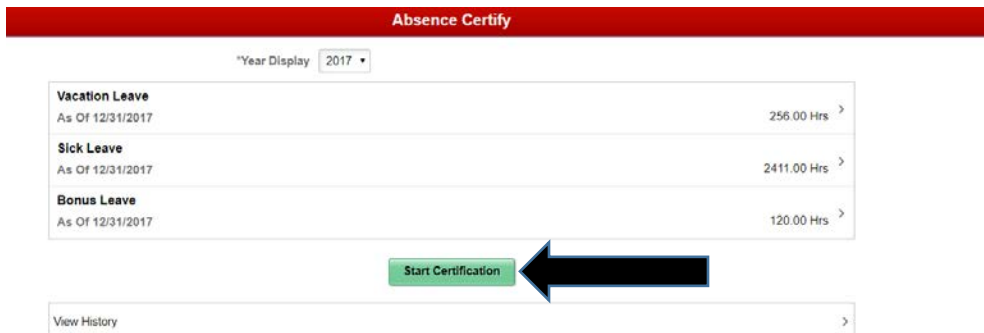 Absence Certify
*Year Display 2017
Vacation Leave
As Of 12/31/2017
256.00 Hrs
Sick Leave
As Of 12/31/2017
2411.00 Hrs
Bonus Leave
As Of 12/31/2017
120.00 Hrs
Start Certification
View History